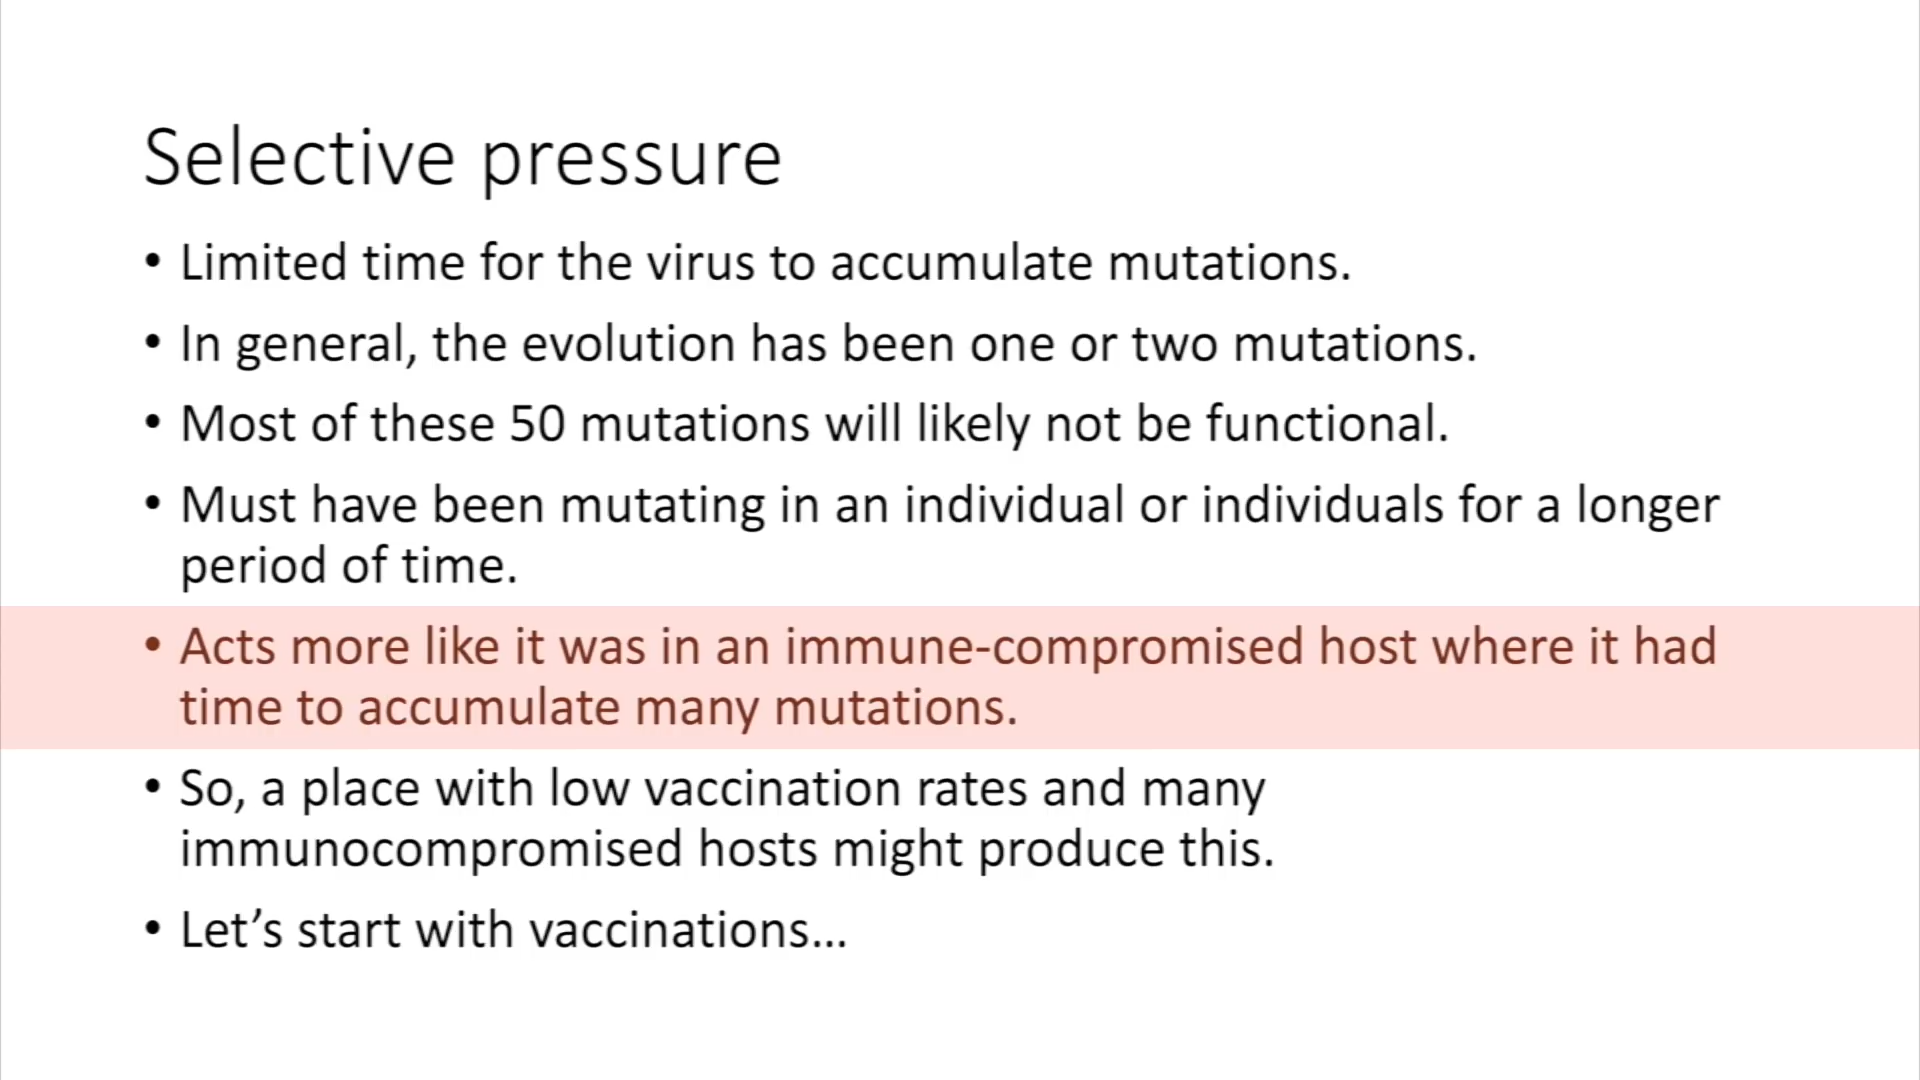 Selective pressure
• Limited time for the virus to accumulate mutations.
• In general, the evolution has been one or two mutations.
• Most of these 50 mutations will likely not be functional.
• Must have been mutating in an individual or individuals for a longer
period of time.
• Acts more like it was in an immune-compromised host where it had
time to accumulate many mutations.
• So, a place with low vaccination rates and many
immunocompromised hosts might produce this.
• Let’s start with vaccinations…